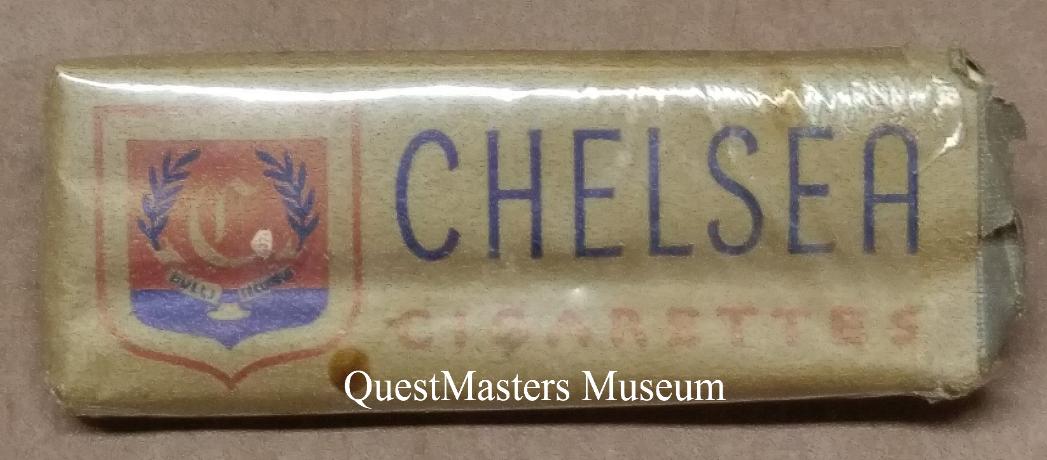 C
CHELSEA
CIGARETTES
QuestMasters Museum